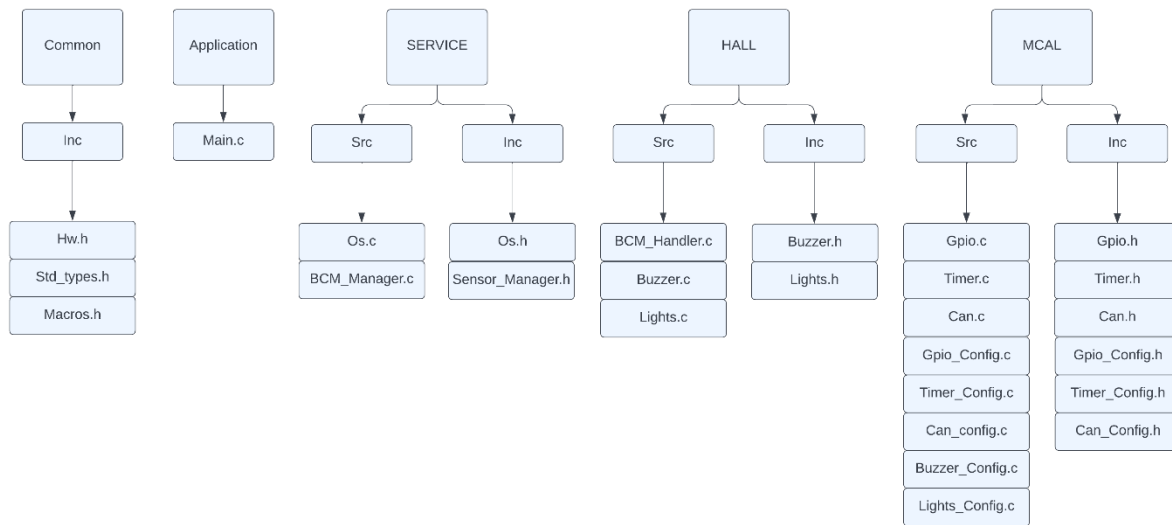 Common
Application
SERVICE
HALL
MCAL
Inc
Main.c
Src
Inc
Src
Inc
Src
Inc
Hw.h
Std_types.h
Macros.h
Os.c
BCM_Manager.c
Os.h
Sensor_Manager.h
BCM_Handler.c
Buzzer.c
Lights.c
Buzzer.h
Lights.h
Gpio.c
Timer.c
Can.c
Gpio_Config.c
Timer_Config.c
Can_config.c
Buzzer_Config.c
Lights_Config.c
Gpio.h
Timer.h
Can.h
Gpio_Config.h
Timer_Config.h
Can_Config.h